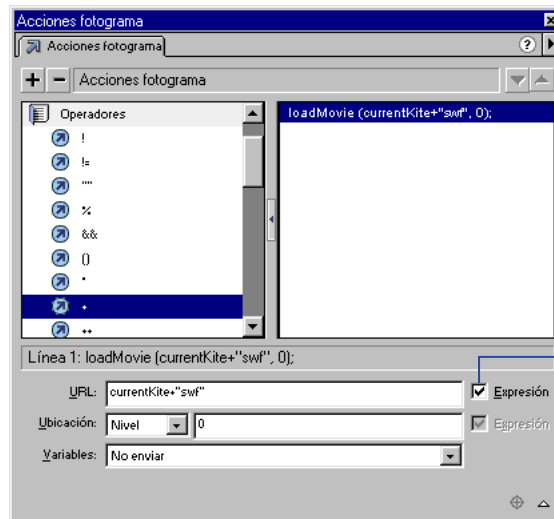 Acciones fotograma
Acciones fotograma
Acciones fotograma
Operadores
!
!=
""
%
&&
()
*
+
++
loadMovie (currentKite+"swf", 0);
Línea 1: loadMovie (currentKite+"swf", 0);
URL: currentKite+"swf" Expresión
Ubicación: Nivel 0 Expresión
Variables: No enviar